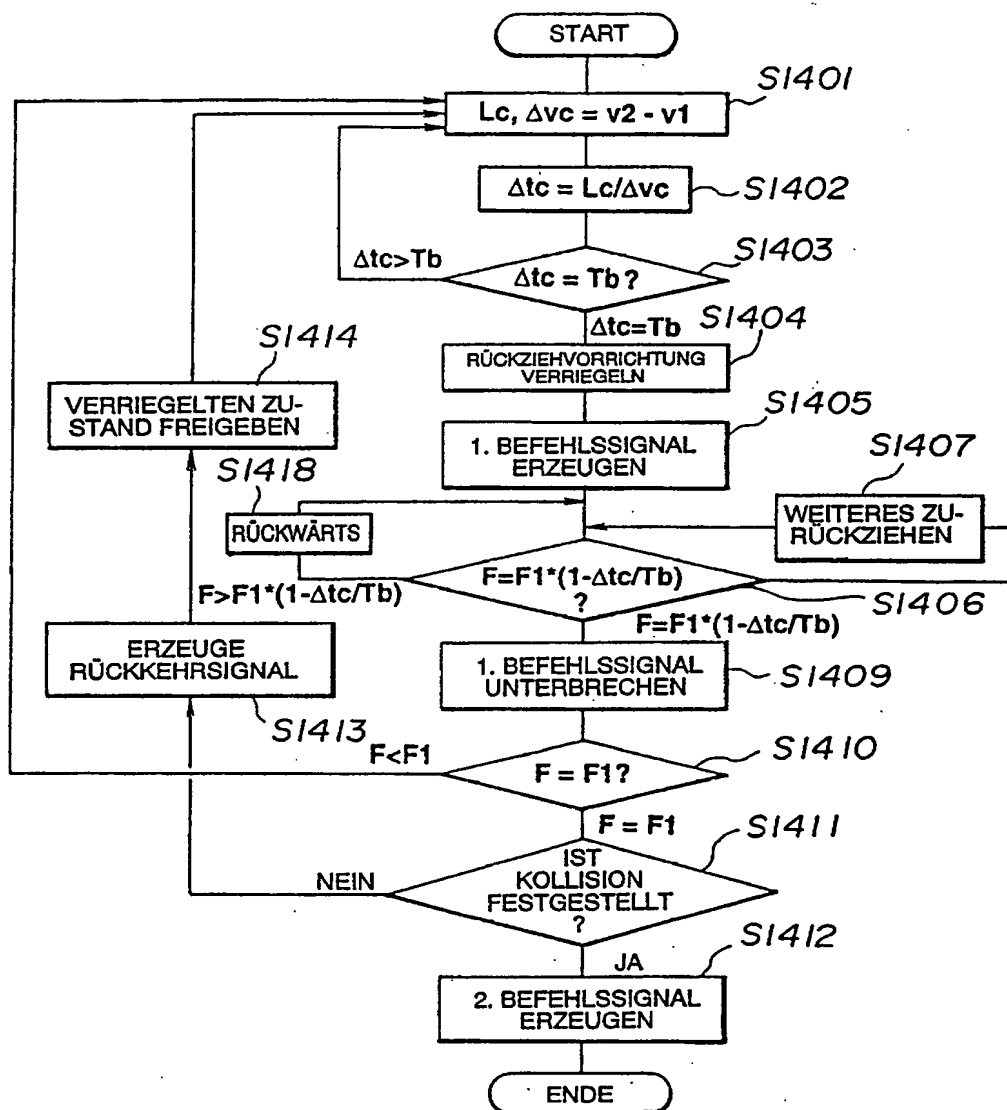 START
S1401
Lc, Δvc = v2 - v1
Δtc = Lc/Δvc
S1402
Δtc>Tb
S1403
Δtc = Tb?
Δtc=Tb
S1404
RÜCKZIEHVORRICHTUNG
VERRIEGELN
S1414
VERRIEGELTEN ZU-
STAND FREIGEBEN
S1405
1. BEFEHLSSIGNAL
ERZEUGEN
S1407
WEITERES ZU-
RÜCKZIEHEN
S1418
RÜCKWÄRTS
F=F1*(1-Δtc/Tb)
?
F>F1*(1-Δtc/Tb)
S1406
F=F1*(1-Δtc/Tb)
ERZEUGE
RÜCKKEHRSIGNAL
1. BEFEHLSSIGNAL
UNTERBRECHEN
S1409
S1413
F<F1
S1410
F = F1?
F = F1
S1411
IST
KOLLISION
FESTGESTELLT
?
NEIN
S1412
JA
2. BEFEHLSSIGNAL
ERZEUGEN
ENDE